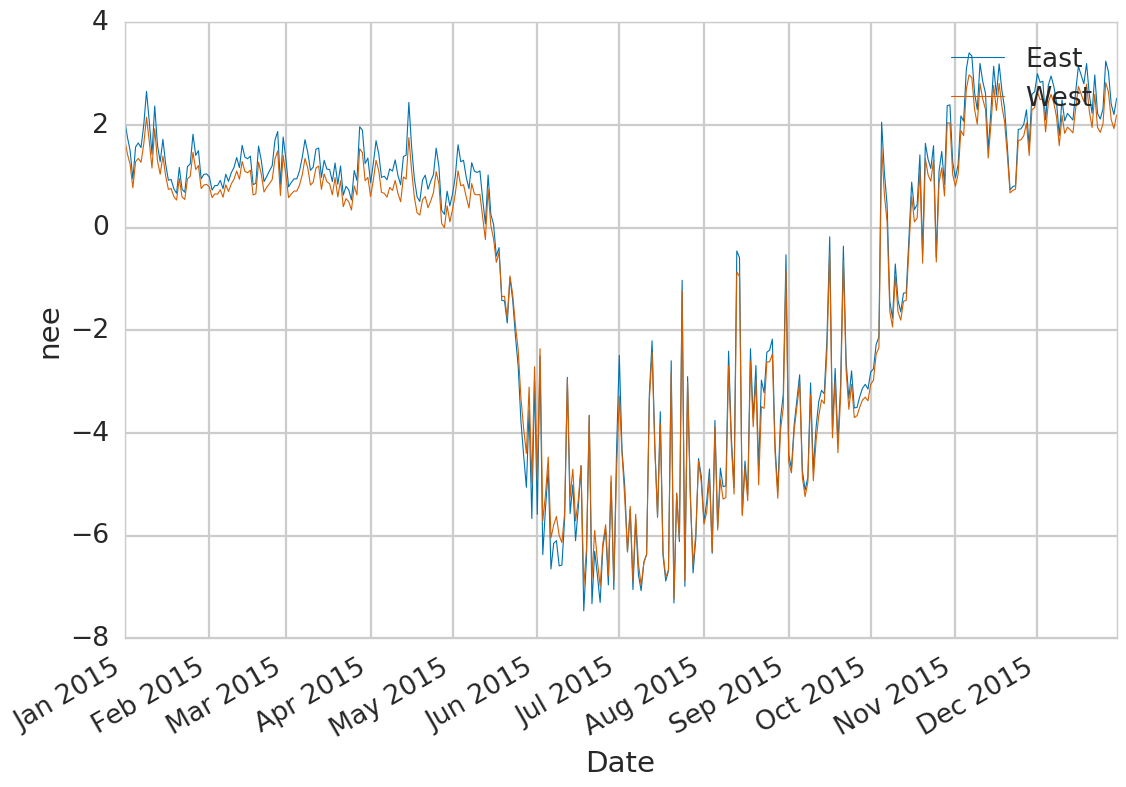 4
2
0
−2
−4
−6
−8
nee
East
West
Jan 2015
Feb 2015
Mar 2015
Apr 2015
May 2015
Jun 2015
Jul 2015
Aug 2015
Sep 2015
Oct 2015
Nov 2015
Dec 2015
Date